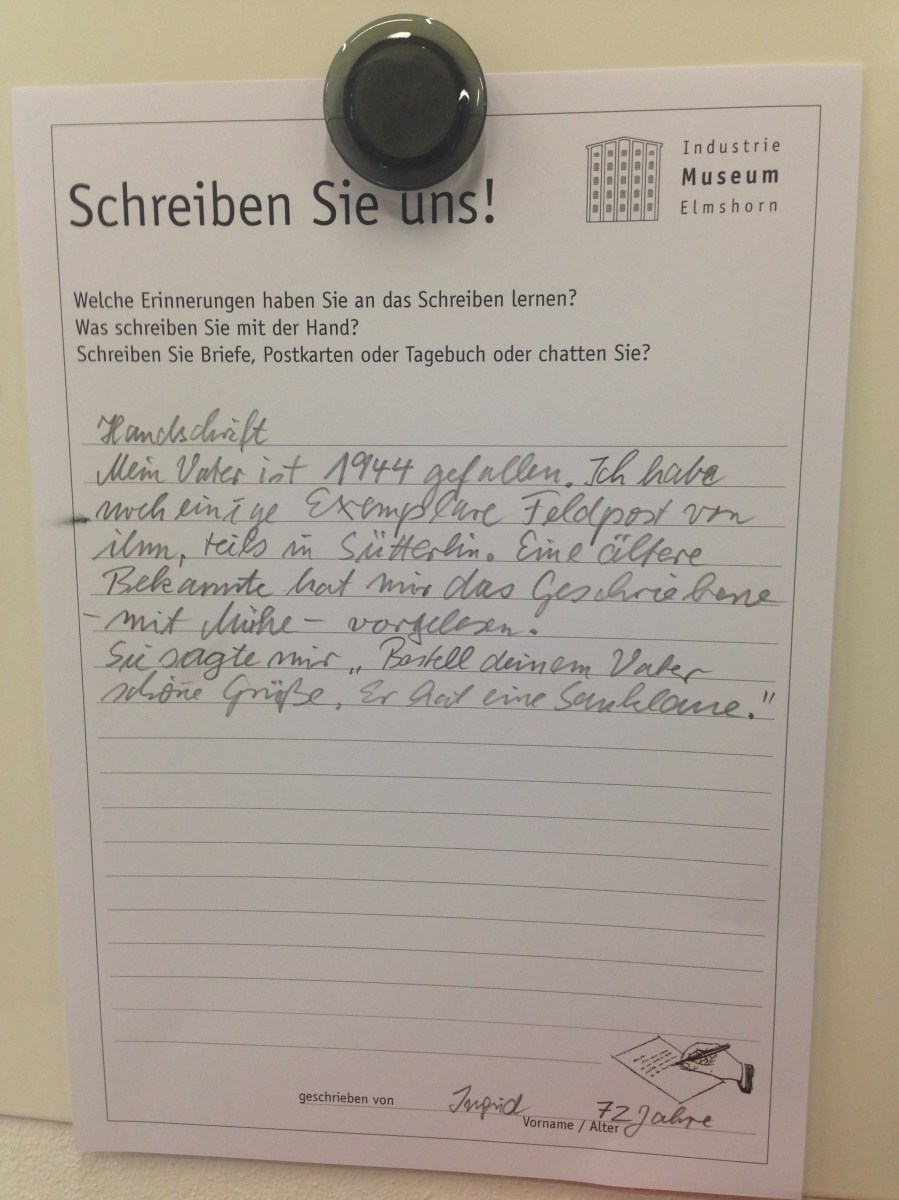 Industrie
Museum
Elmshorn
Schreiben Sie uns!
Welche Erinnerungen haben Sie an das Schreiben lernen?
Was schreiben Sie mit der Hand?
Schreiben Sie Briefe, Postkarten oder Tagebuch oder chatten Sie?
Handschrift
Mein Vater ist 1944 gefallen. Ich habe
noch einige Exemplare Feldpost von
ihm, teils in Sütterlin. Eine ältere
Bekannte hat mir das Geschriebene
- mit Mühe - vorgelesen.
Sie sagte mir „Bestell deinem Vater
schöne Grüße. Er hat eine Sauklaue."
geschrieben von Ingrid 72 Jahre
Vorname / Alter